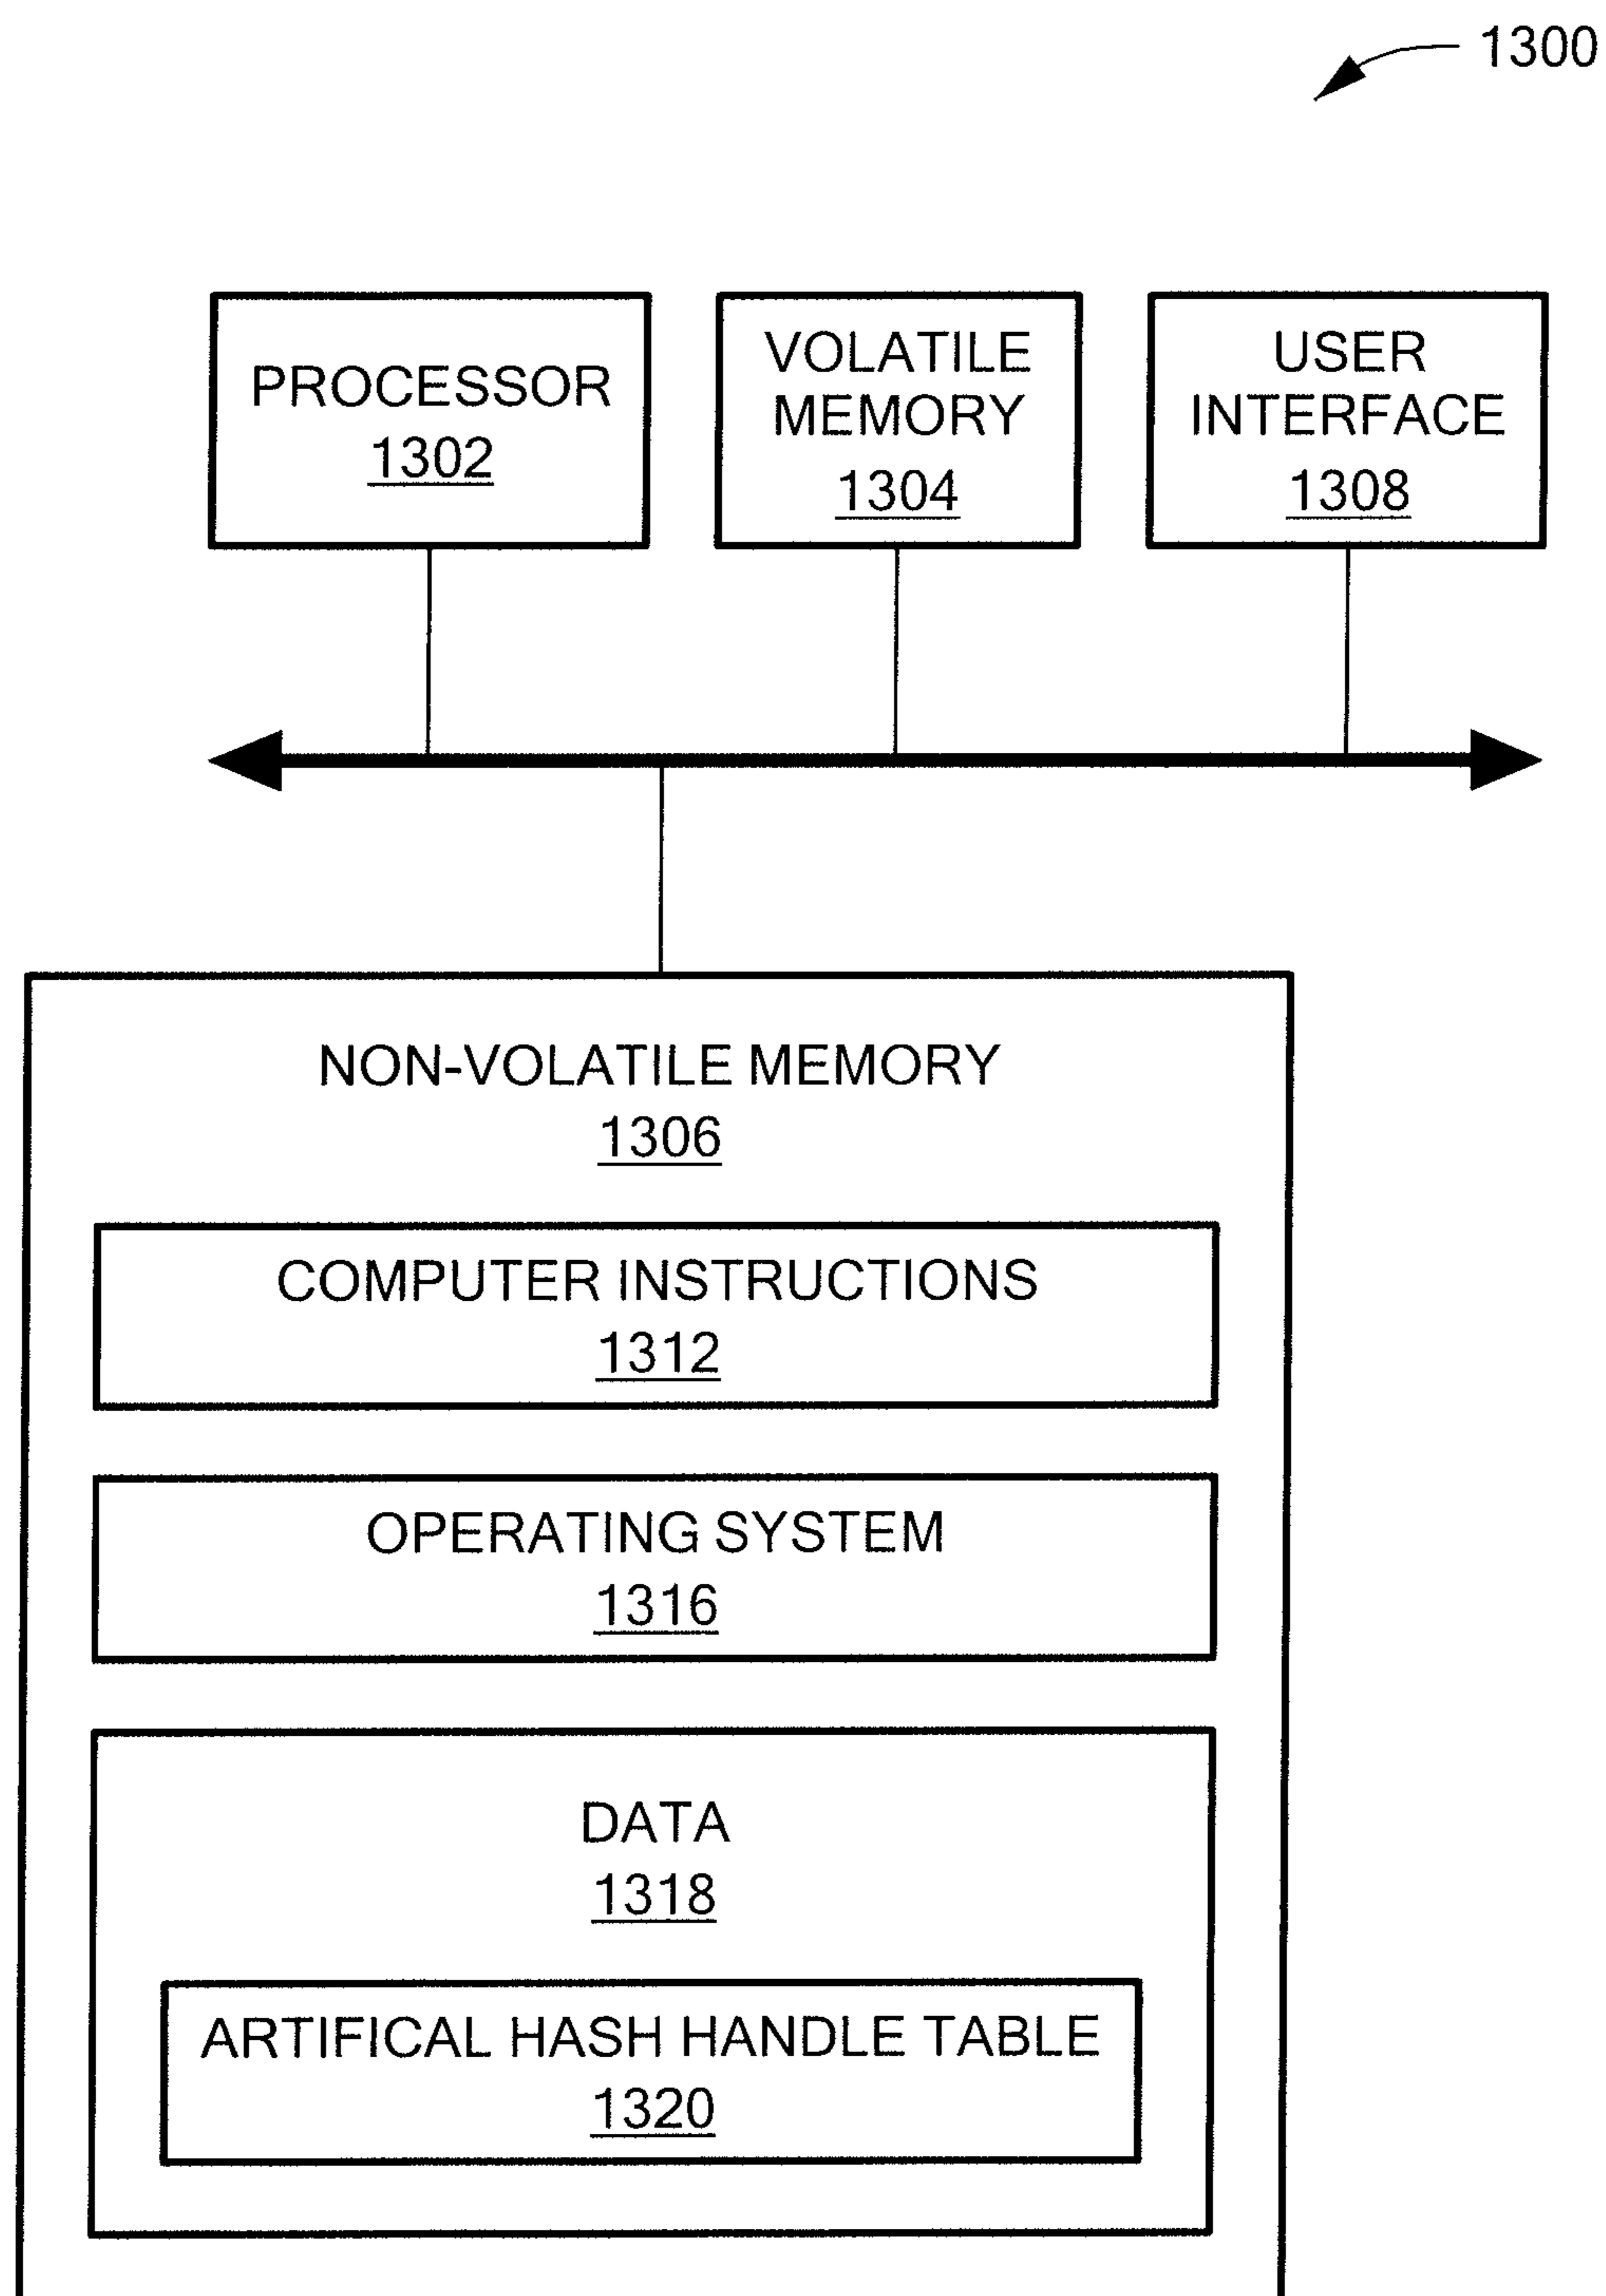 1300
PROCESSOR
1302
VOLATILE
MEMORY
1304
USER
INTERFACE
1308
NON-VOLATILE MEMORY
1306
COMPUTER INSTRUCTIONS
1312
OPERATING SYSTEM
1316
DATA
1318
ARTIFICAL HASH HANDLE TABLE
1320